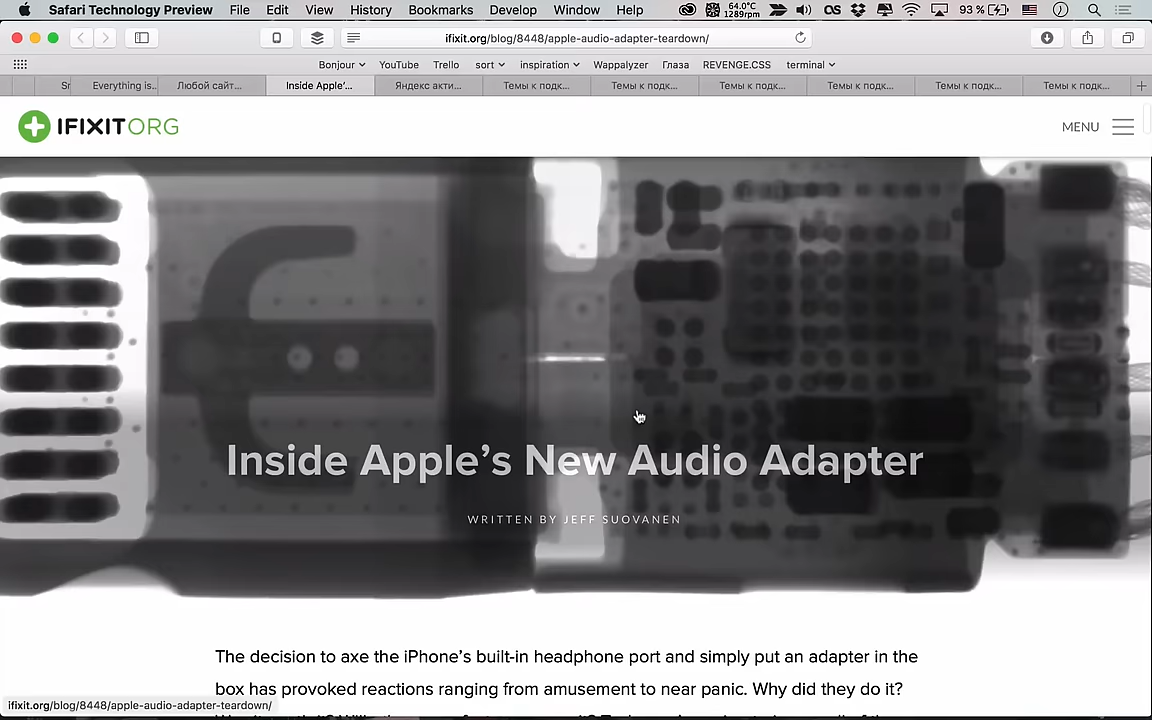 Safari Technology Preview File Edit View History Bookmarks Develop Window Help 64.0°C 1289rpm 93 %
ifixit.org/blog/8448/apple-audio-adapter-teardown/
Bonjour YouTube Trello sort inspiration Wappalyzer Глаза REVENGE.CSS terminal
Everything is.. Любой сайт... Inside Apple'... Яндекс акти... Темы к подк... Темы к подк... Темы к подк... Темы к подк... Темы к подк... Темы к подк...
IFIXITORG
MENU
Inside Apple's New Audio Adapter
WRITTEN BY JEFF SUOVANEN
The decision to axe the iPhone's built-in headphone port and simply put an adapter in the
box has provoked reactions ranging from amusement to near panic. Why did they do it?
ifixit.org/blog/8448/apple-audio-adapter-teardown/